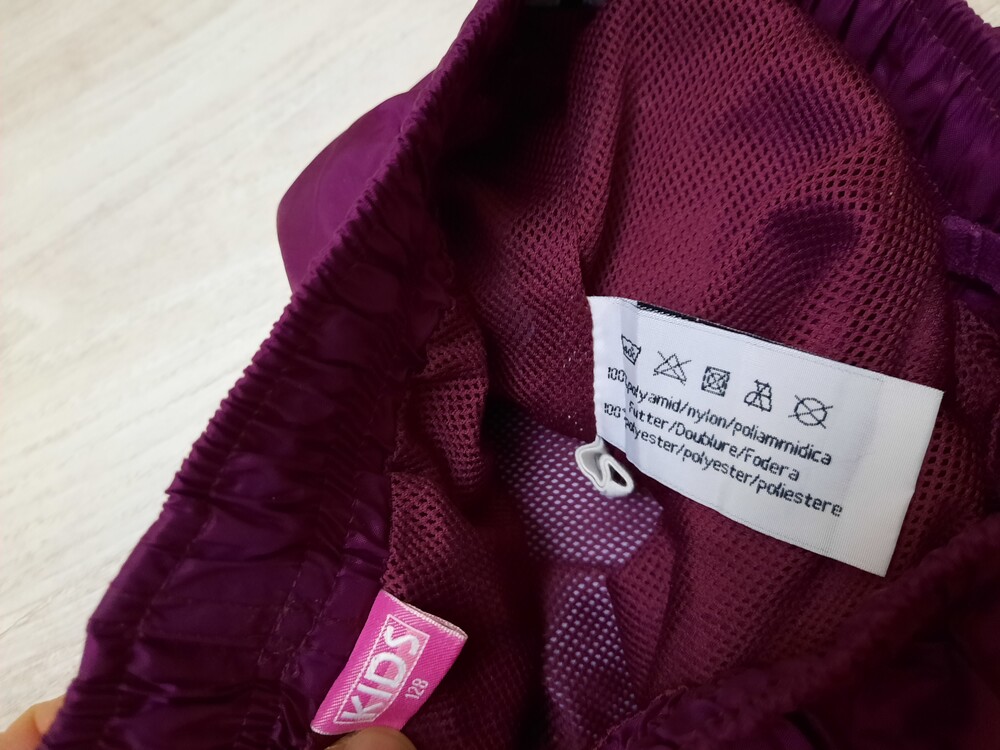 100% polyamid/nylon/poliammidica
Futter/Doublure/Fodera
100% polyester/polyester/poliestere
KIDS
128